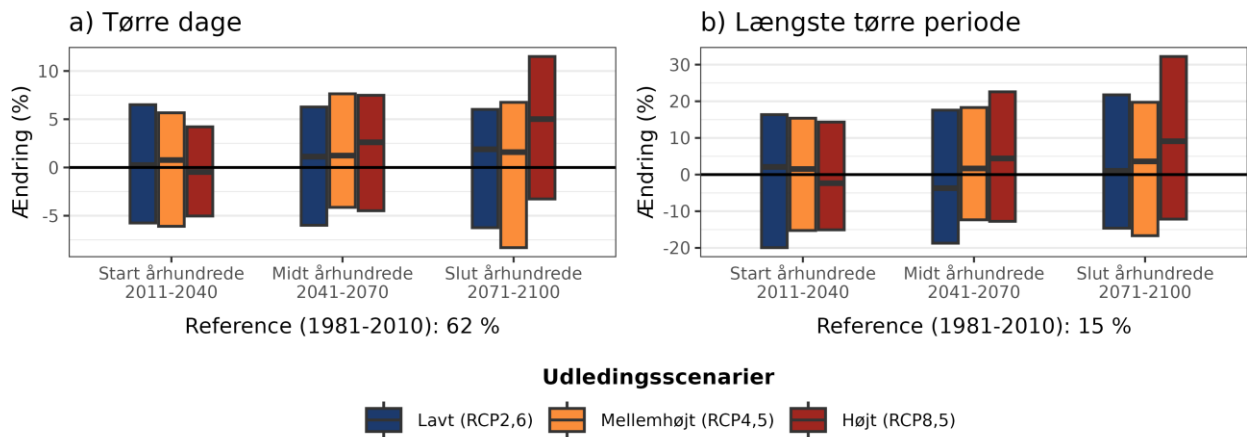 a) Tørre dage
Ændring (%)
10
5
0
-5
Start århundrede
2011-2040
Midt århundrede
2041-2070
Slut århundrede
2071-2100
Reference (1981-2010): 62 %
b) Længste tørre periode
Ændring (%)
30
20
10
0
-10
-20
Start århundrede
2011-2040
Midt århundrede
2041-2070
Slut århundrede
2071-2100
Reference (1981-2010): 15 %
Udledingsscenarier
Lavt (RCP2,6)
Mellemhøjt (RCP4,5)
Højt (RCP8,5)